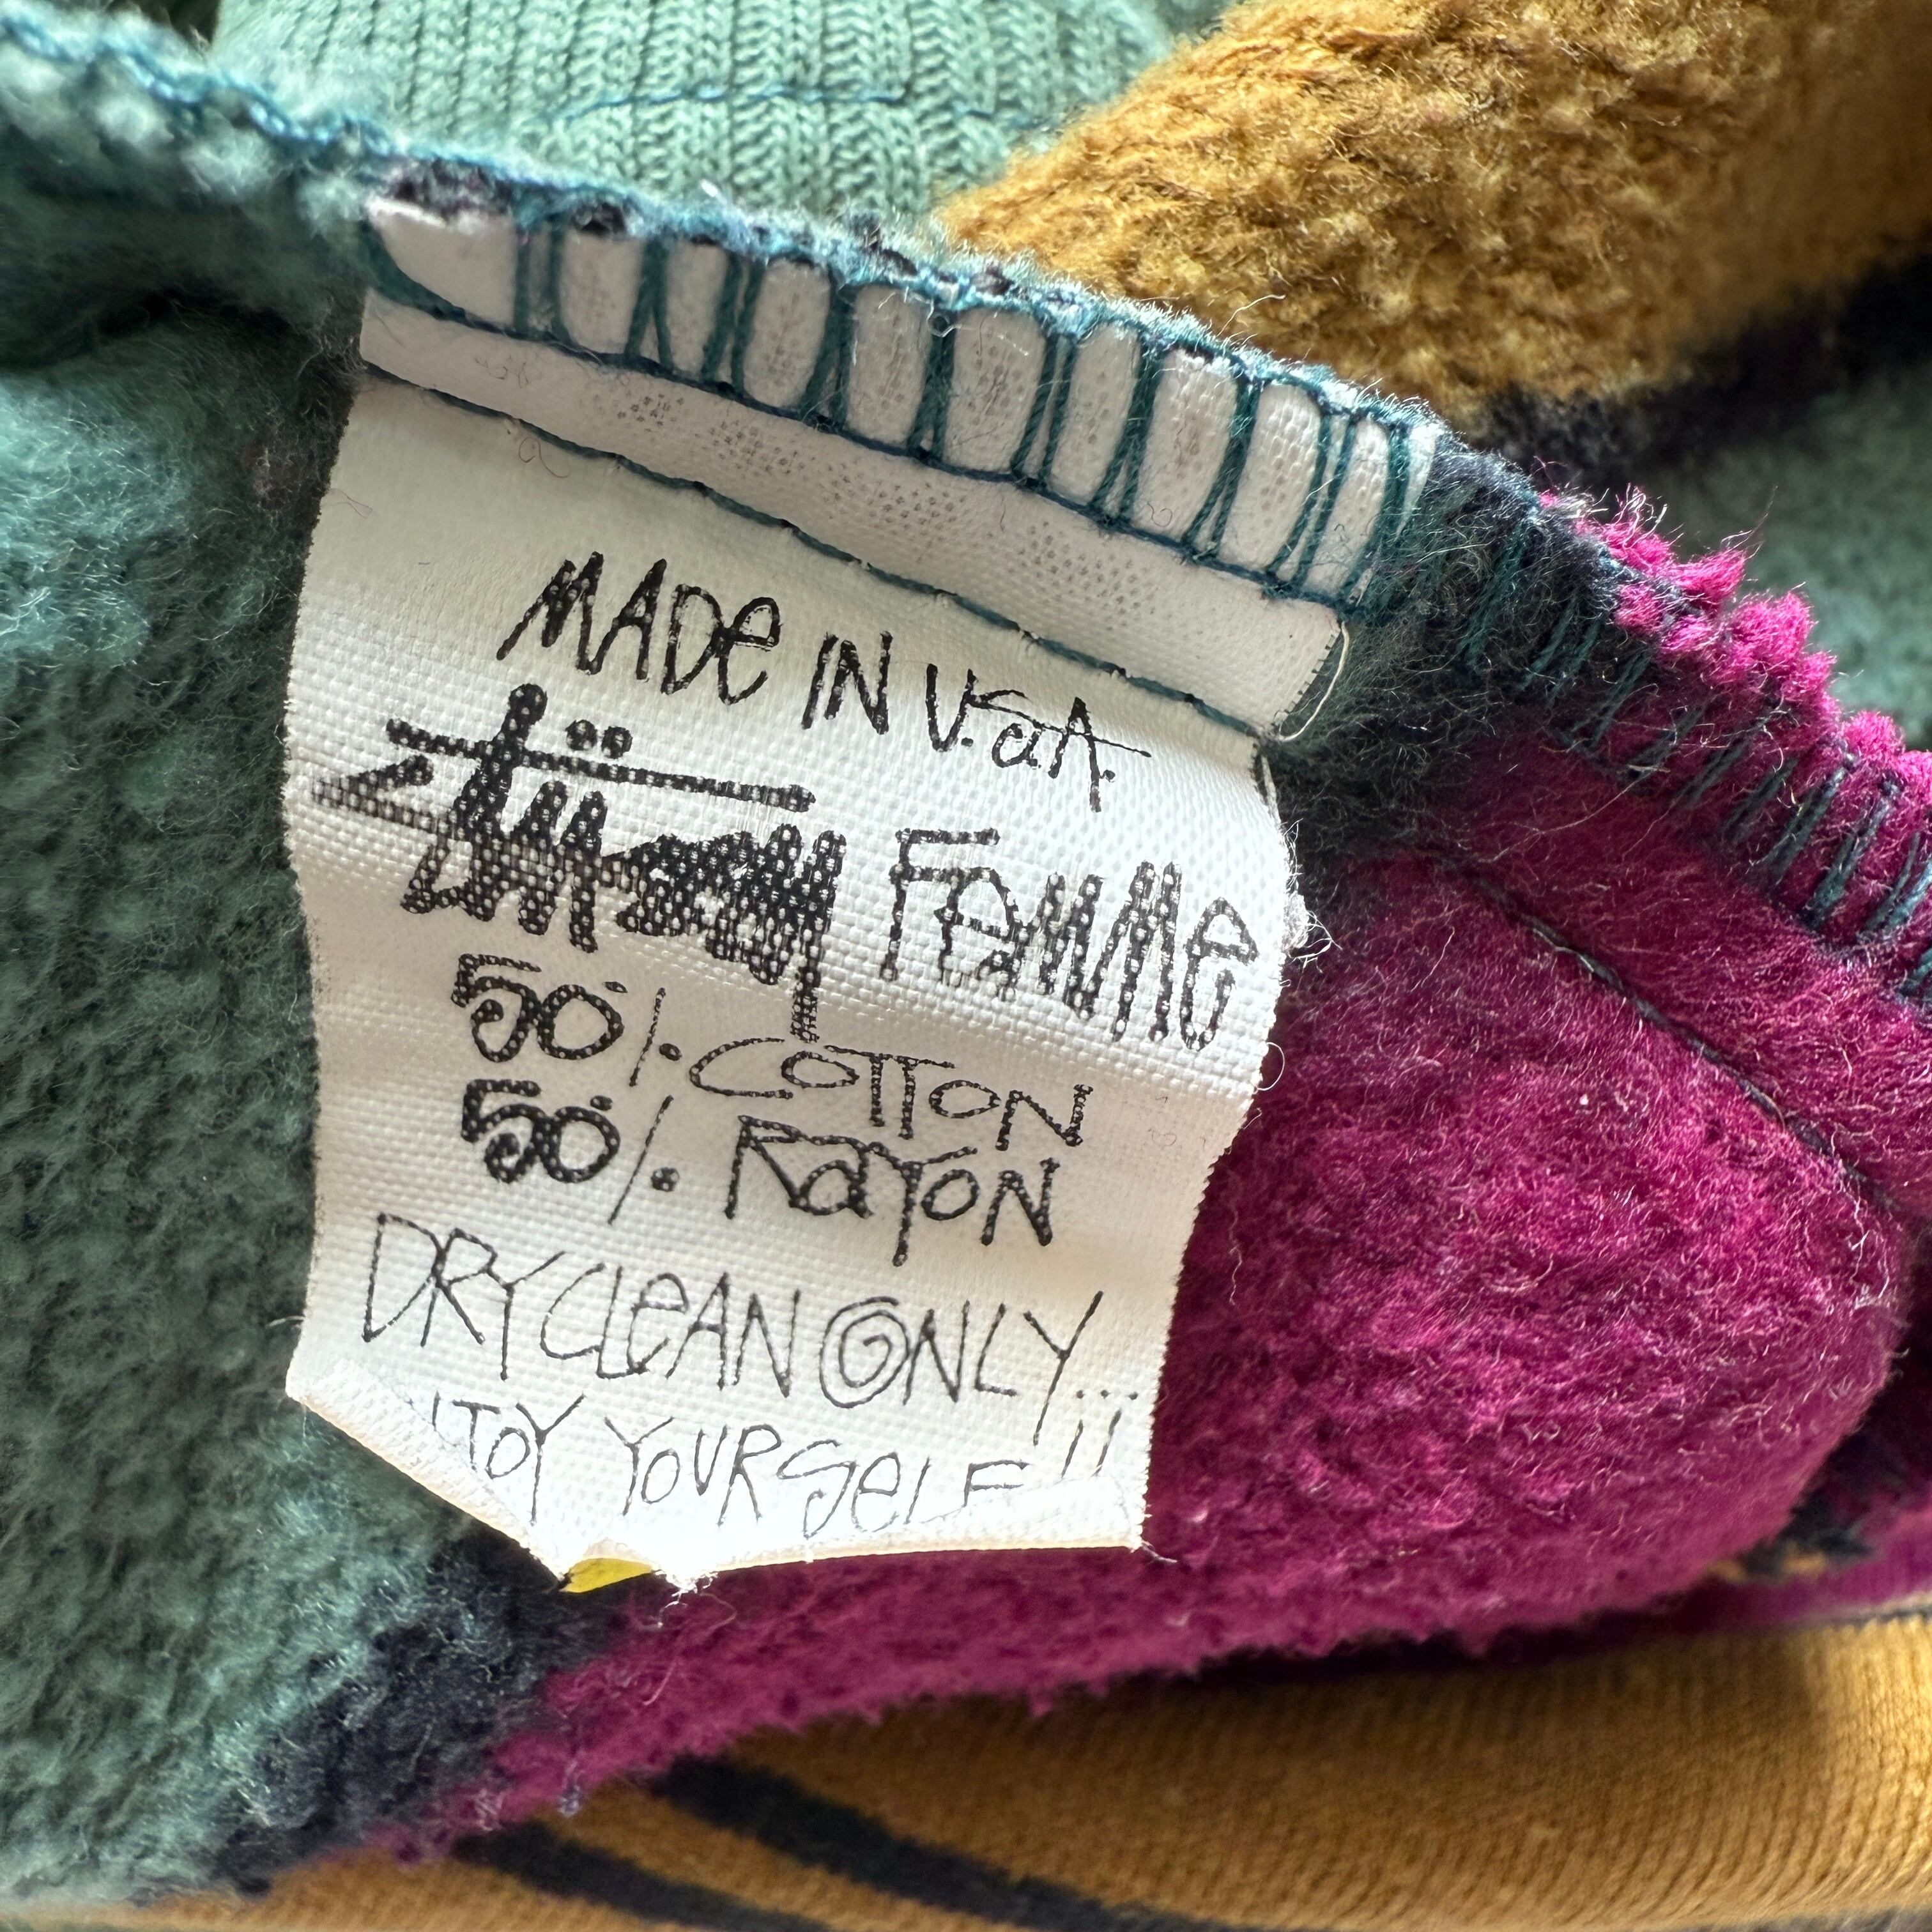 MADe IN U.S.a.
Stüssy Femme
50% COTTON
50% RaYON
DRYCLeAN ONLY...
YOURSeLF!!